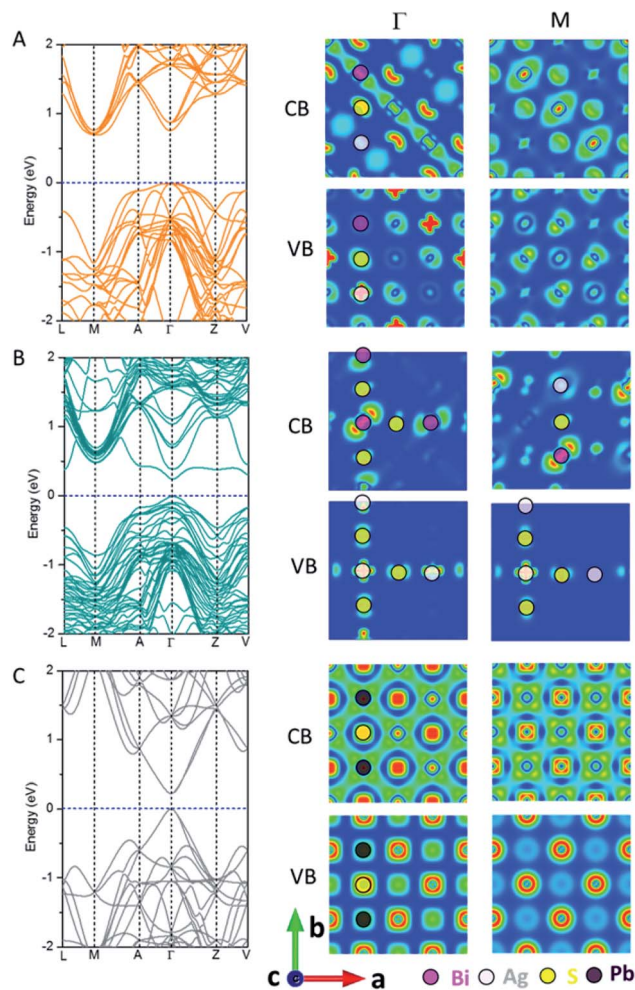 A
2
1
0
-1
-2
Energy (eV)
L M A Γ Z V
Γ M
CB
VB
B
2
1
0
-1
-2
Energy (eV)
L M A Γ Z V
CB
VB
C
2
1
0
-1
-2
Energy (eV)
L M A Γ Z V
CB
VB
b
c a
Bi Ag S Pb